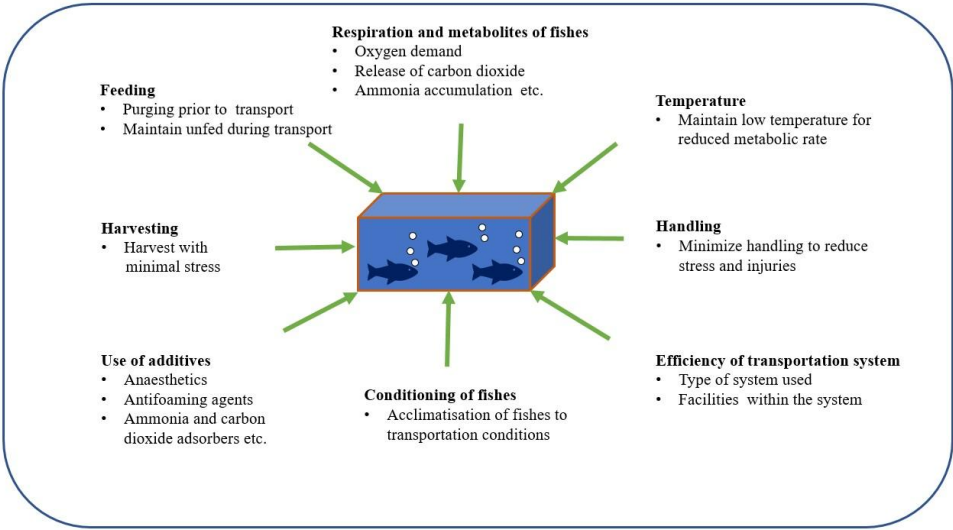 Respiration and metabolites of fishes
• Oxygen demand
• Release of carbon dioxide
• Ammonia accumulation etc.
Feeding
• Purging prior to transport
• Maintain unfed during transport
Temperature
• Maintain low temperature for
reduced metabolic rate
Harvesting
• Harvest with
minimal stress
Handling
• Minimize handling to reduce
stress and injuries
Use of additives
• Anaesthetics
• Antifoaming agents
• Ammonia and carbon
dioxide adsorbers etc.
Conditioning of fishes
• Acclimatisation of fishes to
transportation conditions
Efficiency of transportation system
• Type of system used
• Facilities within the system